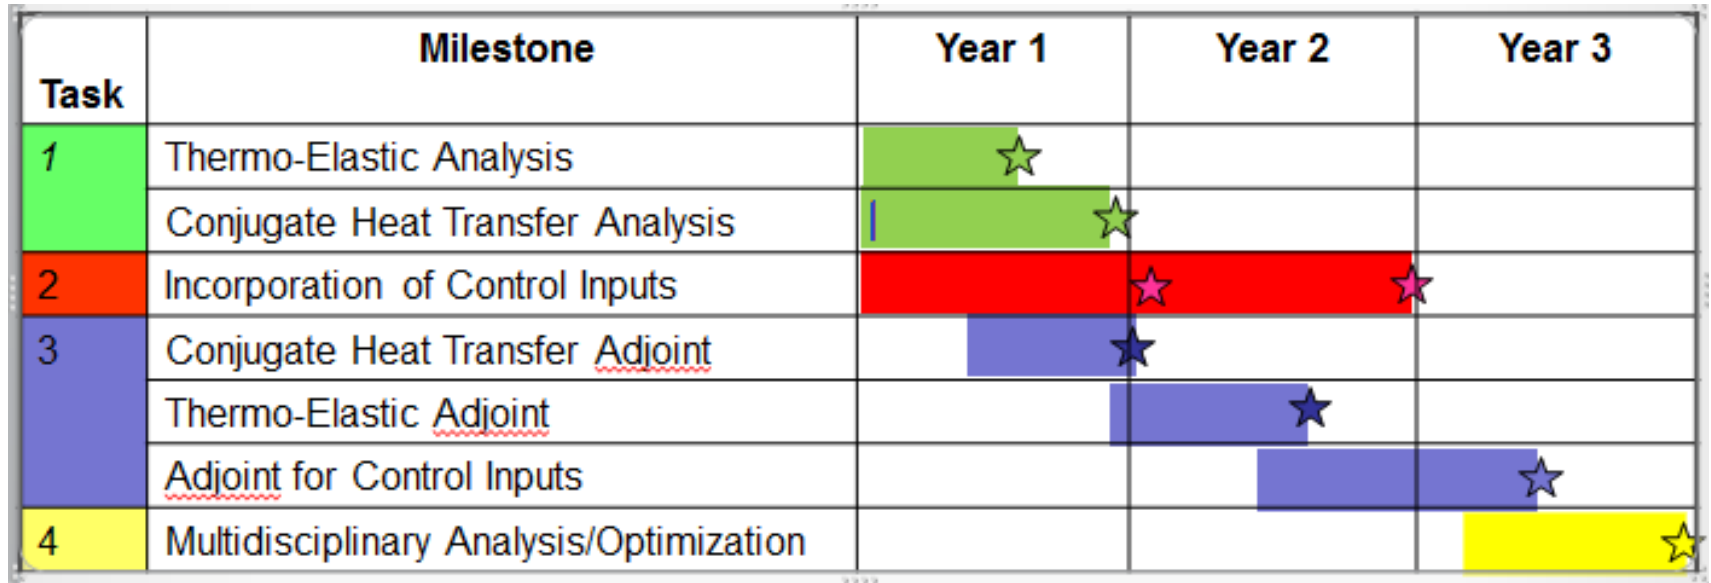 Task Milestone Year 1 Year 2 Year 3
1 Thermo-Elastic Analysis
Conjugate Heat Transfer Analysis
2 Incorporation of Control Inputs
3 Conjugate Heat Transfer Adjoint
Thermo-Elastic Adjoint
Adjoint for Control Inputs
4 Multidisciplinary Analysis/Optimization